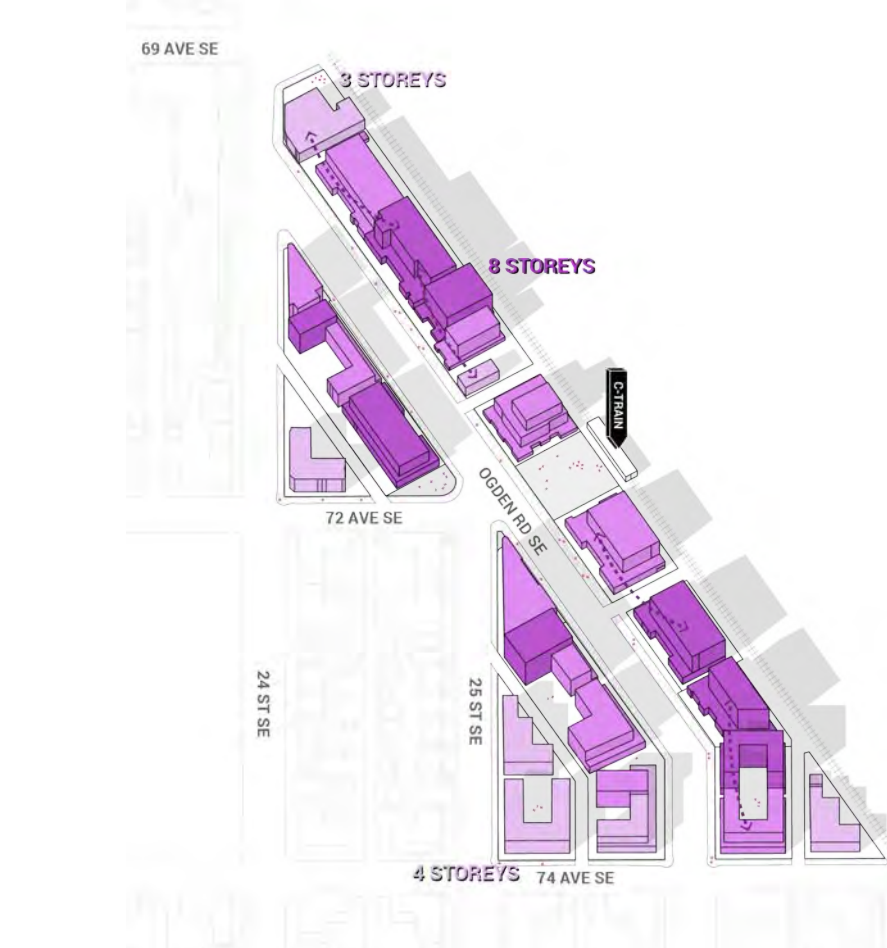 69 AVE SE
3 STOREYS
8 STOREYS
C-TRAIN
OGDEN RD SE
72 AVE SE
24 ST SE
25 ST SE
4 STOREYS
74 AVE SE